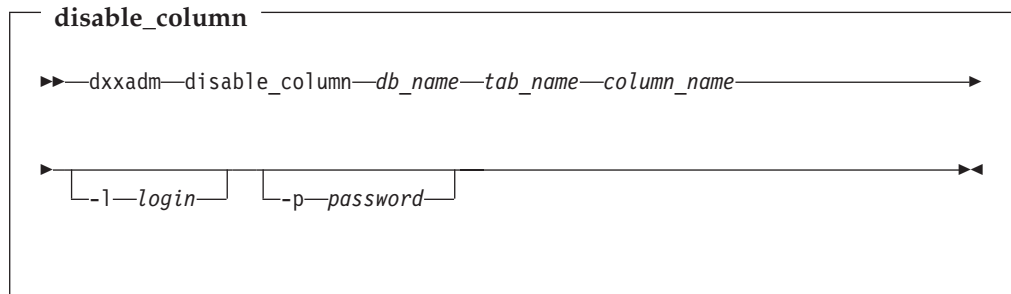 disable_column
dxxadm disable_column db_name tab_name column_name
-l login -p password